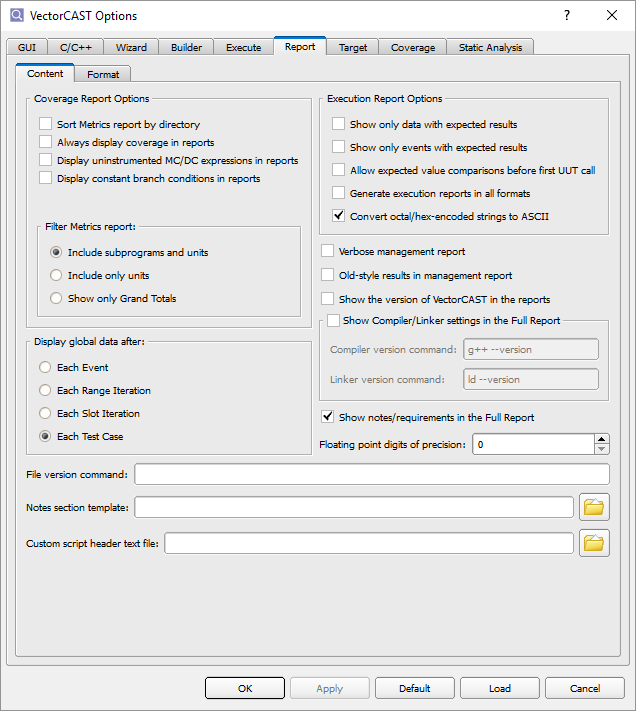 VectorCAST Options
?
GUI C/C++ Wizard Builder Execute Report Target Coverage Static Analysis
Content Format
Coverage Report Options
Sort Metrics report by directory
Always display coverage in reports
Display uninstrumented MC/DC expressions in reports
Display constant branch conditions in reports
Filter Metrics report:
Include subprograms and units
Include only units
Show only Grand Totals
Display global data after:
Each Event
Each Range Iteration
Each Slot Iteration
Each Test Case
Execution Report Options
Show only data with expected results
Show only events with expected results
Allow expected value comparisons before first UUT call
Generate execution reports in all formats
Convert octal/hex-encoded strings to ASCII
Verbose management report
Old-style results in management report
Show the version of VectorCAST in the reports
Show Compiler/Linker settings in the Full Report
Compiler version command: g++ --version
Linker version command: ld --version
Show notes/requirements in the Full Report
Floating point digits of precision: 0
File version command:
Notes section template:
Custom script header text file:
OK Apply Default Load Cancel